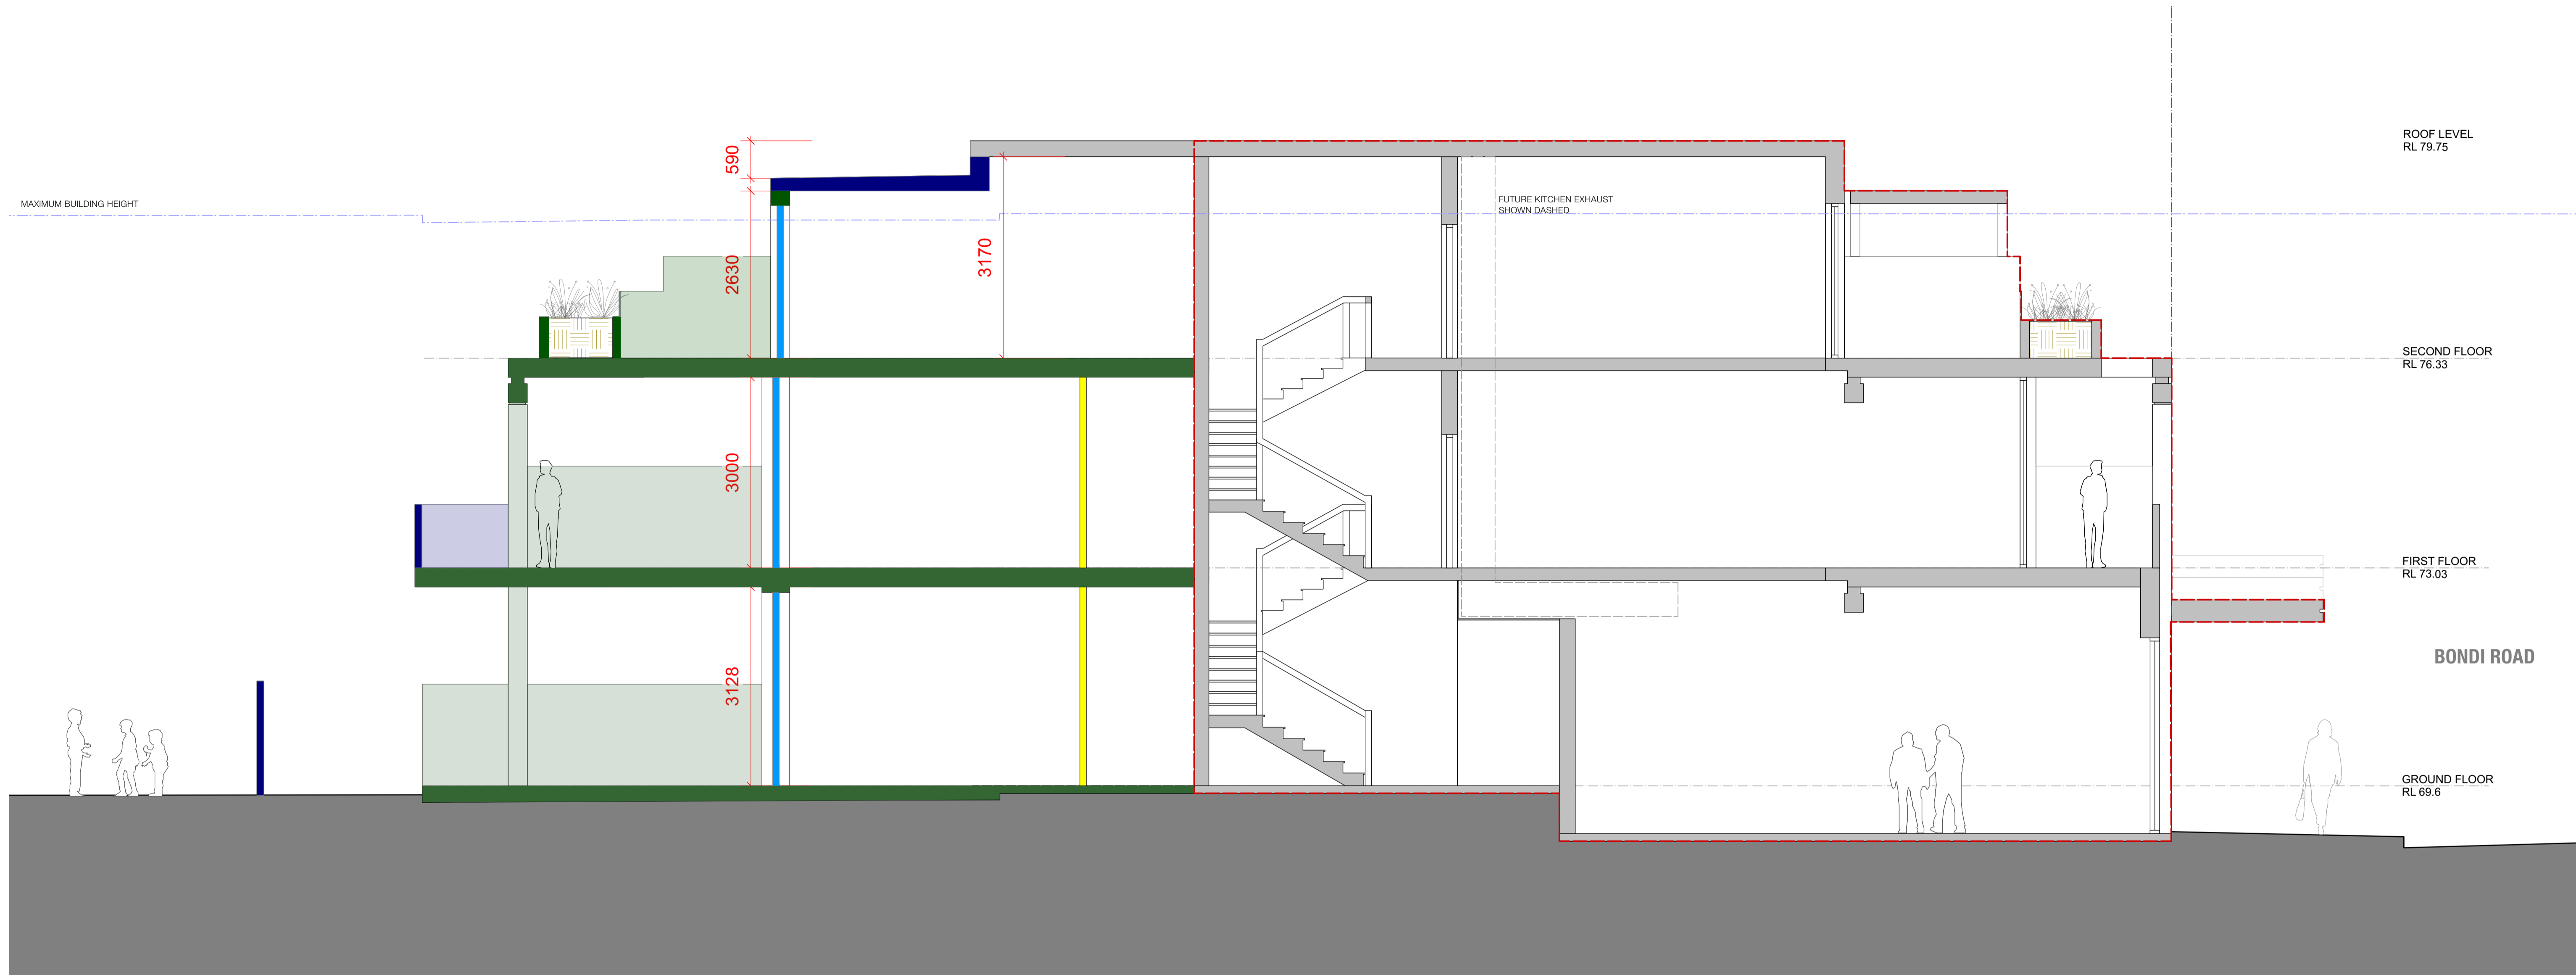 ROOF LEVEL
RL 79.75
590
MAXIMUM BUILDING HEIGHT
FUTURE KITCHEN EXHAUST
SHOWN DASHED
2630
3170
SECOND FLOOR
RL 76.33
3000
FIRST FLOOR
RL 73.03
BONDI ROAD
3128
GROUND FLOOR
RL 69.6